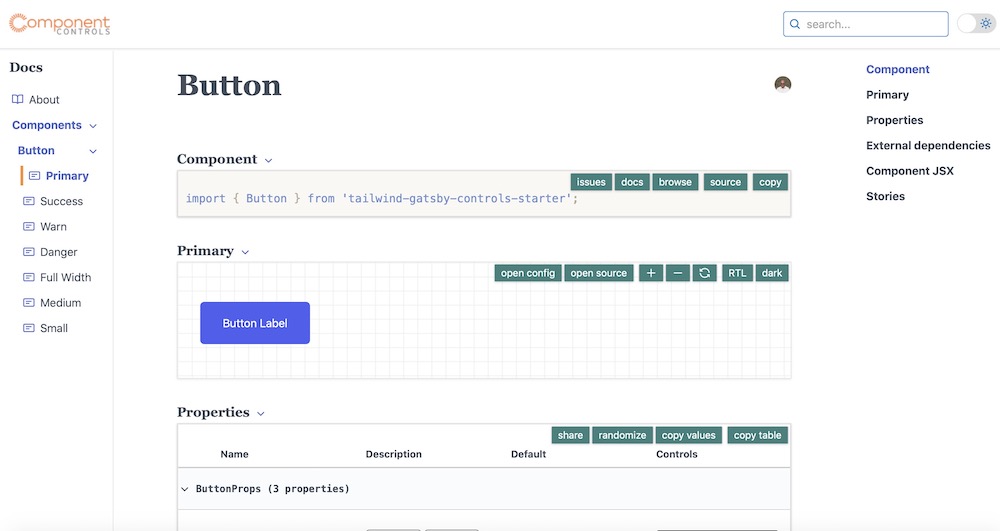 Component
CONTROLS
search...
Docs
About
Components
Button
Primary
Success
Warn
Danger
Full Width
Medium
Small
Button
Component
issues docs browse source copy
import { Button } from 'tailwind-gatsby-controls-starter';
Primary
open config open source + − RTL dark
Button Label
Properties
share randomize copy values copy table
Name Description Default Controls
ButtonProps (3 properties)
Component
Primary
Properties
External dependencies
Component JSX
Stories